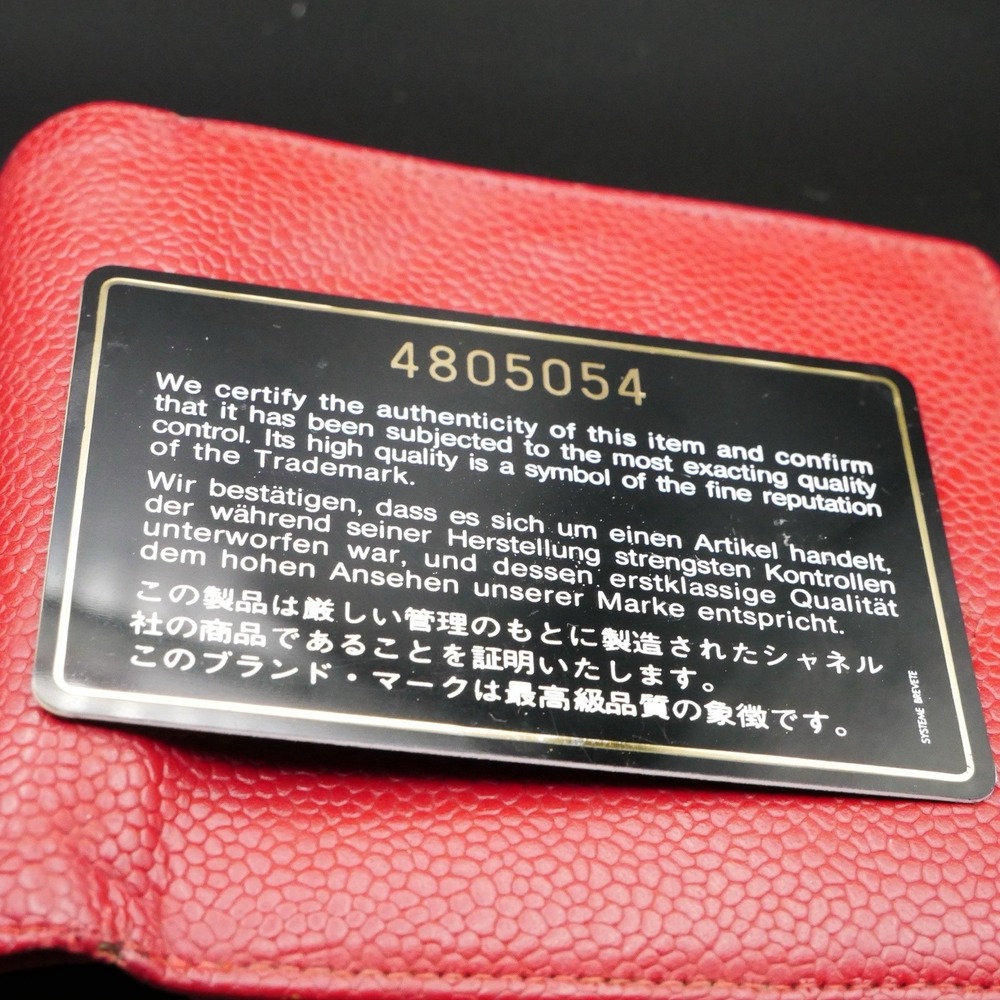 4805054
We certify the authenticity of this item and confirm
that it has been subjected to the most exacting quality
control. Its high quality is a symbol of the fine reputation
of the Trademark.
Wir bestätigen, dass es sich um einen Artikel handelt,
der während seiner Herstellung strengsten Kontrollen
unterworfen war, und dessen erstklassige Qualität
dem hohen Ansehen unserer Marke entspricht.
この製品は厳しい管理のもとに製造されたシャネル
社の商品であることを証明いたします。
このブランド・マークは最高級品質の象徴です。
SYSTEME BREVETE